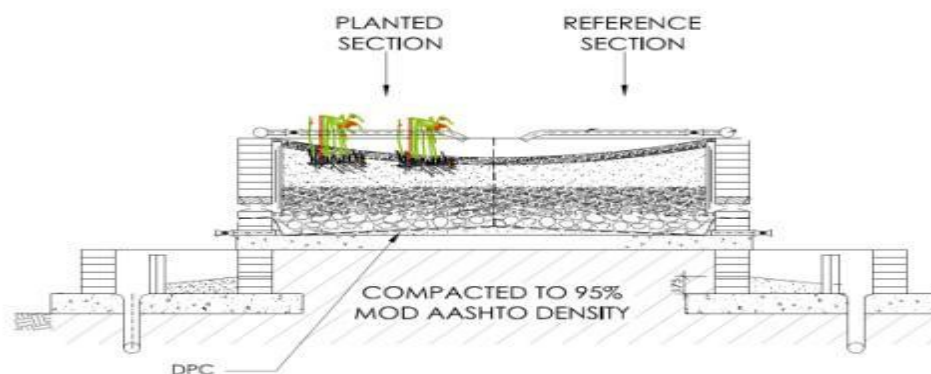 PLANTED
SECTION
REFERENCE
SECTION
COMPACTED TO 95%
MOD AASHTO DENSITY
DPC